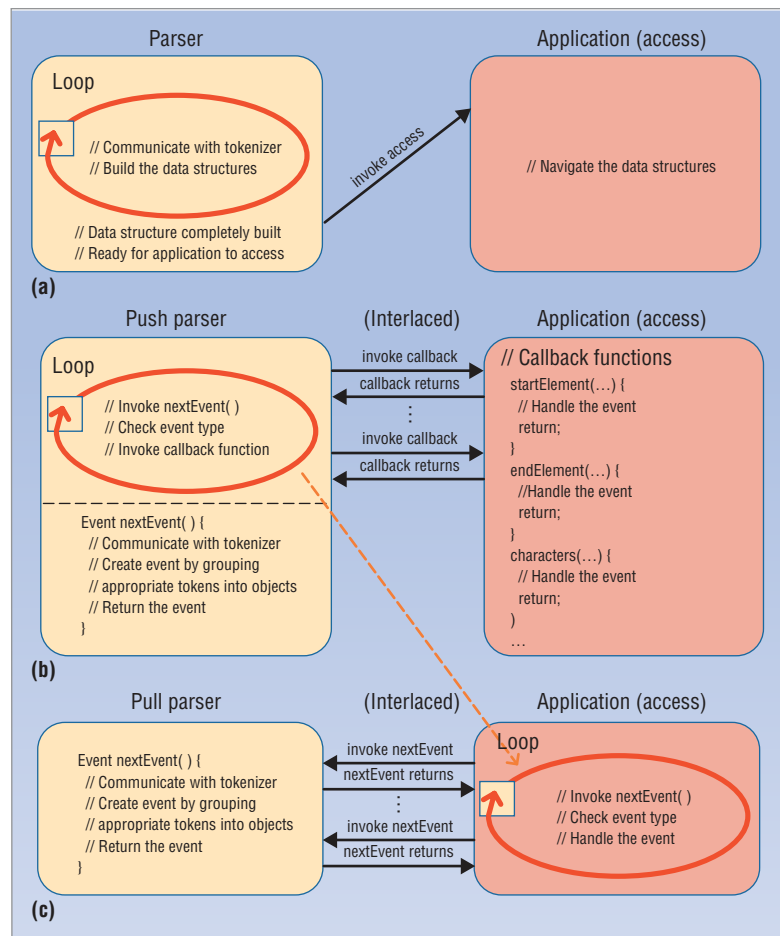 Parser
Application (access)
Loop
// Communicate with tokenizer
// Build the data structures
// Data structure completely built
// Ready for application to access
invoke access
// Navigate the data structures
(a)
Push parser
(Interlaced)
Application (access)
Loop
// Invoke nextEvent( )
// Check event type
// Invoke callback function
Event nextEvent( ) {
// Communicate with tokenizer
// Create event by grouping
// appropriate tokens into objects
// Return the event
}
invoke callback
callback returns
⋮
invoke callback
callback returns
// Callback functions
startElement(…) {
// Handle the event
return;
}
endElement(…) {
//Handle the event
return;
}
characters(…) {
// Handle the event
return;
)
…
(b)
Pull parser
(Interlaced)
Application (access)
Event nextEvent( ) {
// Communicate with tokenizer
// Create event by grouping
// appropriate tokens into objects
// Return the event
}
invoke nextEvent
nextEvent returns
⋮
invoke nextEvent
nextEvent returns
Loop
// Invoke nextEvent( )
// Check event type
// Handle the event
(c)